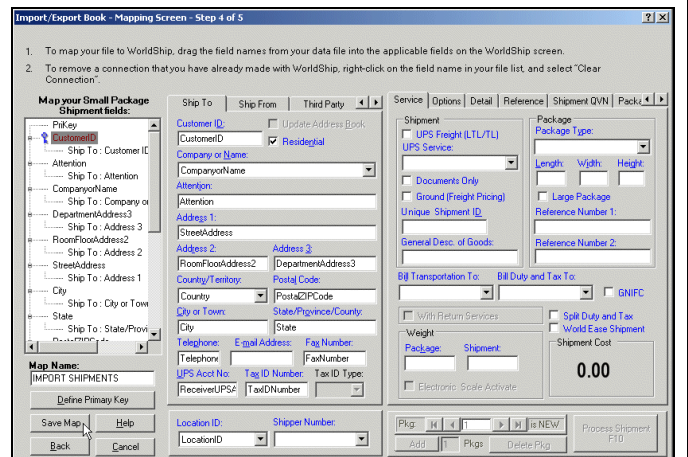 Import/Export Book - Mapping Screen - Step 4 of 5
1. To map your file to WorldShip, drag the field names from your data file into the applicable fields on the WorldShip screen.
2. To remove a connection that you have already made with WorldShip, right-click on the field name in your file list, and select "Clear
Connection".
Map your Small Package
Shipment fields:
PriKey
CustomerID
Ship To : Customer ID
Attention
Ship To : Attention
CompanyorName
Ship To : Company or
DepartmentAddress3
Ship To : Address 3
RoomFloorAddress2
Ship To : Address 2
StreetAddress
Ship To : Address 1
City
Ship To : City or Town
State
Ship To : State/Provi
PostalZIPCode
Map Name:
IMPORT SHIPMENTS
Define Primary Key
Save Map Help
Back Cancel
Ship To Ship From Third Party
Customer ID: Update Address Book
CustomerID Residential
Company or Name:
CompanyorName
Attention:
Attention
Address 1:
StreetAddress
Address 2: Address 3:
RoomFloorAddress2 DepartmentAddress3
Country/Territory: Postal Code:
Country PostalZIPCode
City or Town: State/Province/County:
City State
Telephone: E-mail Address: Fax Number:
Telephone FaxNumber
UPS Acct No: Tax ID Number: Tax ID Type:
ReceiverUPSA TaxIDNumber
Location ID: Shipper Number:
LocationID
Service Options Detail Reference Shipment QVN Packa
Shipment
UPS Freight (LTL/TL)
UPS Service:
Documents Only
Ground (Freight Pricing)
Unique Shipment ID
General Desc. of Goods:
Package
Package Type:
Length: Width: Height:
Large Package
Reference Number 1:
Reference Number 2:
Bill Transportation To: Bill Duty and Tax To:
GNIFC
With Return Services
Split Duty and Tax
World Ease Shipment
Weight
Package: Shipment:
Electronic Scale Activate
Shipment Cost
0.00
Pkg: 1 is NEW
Add 1 Pkgs Delete Pkg
Process Shipment
F10